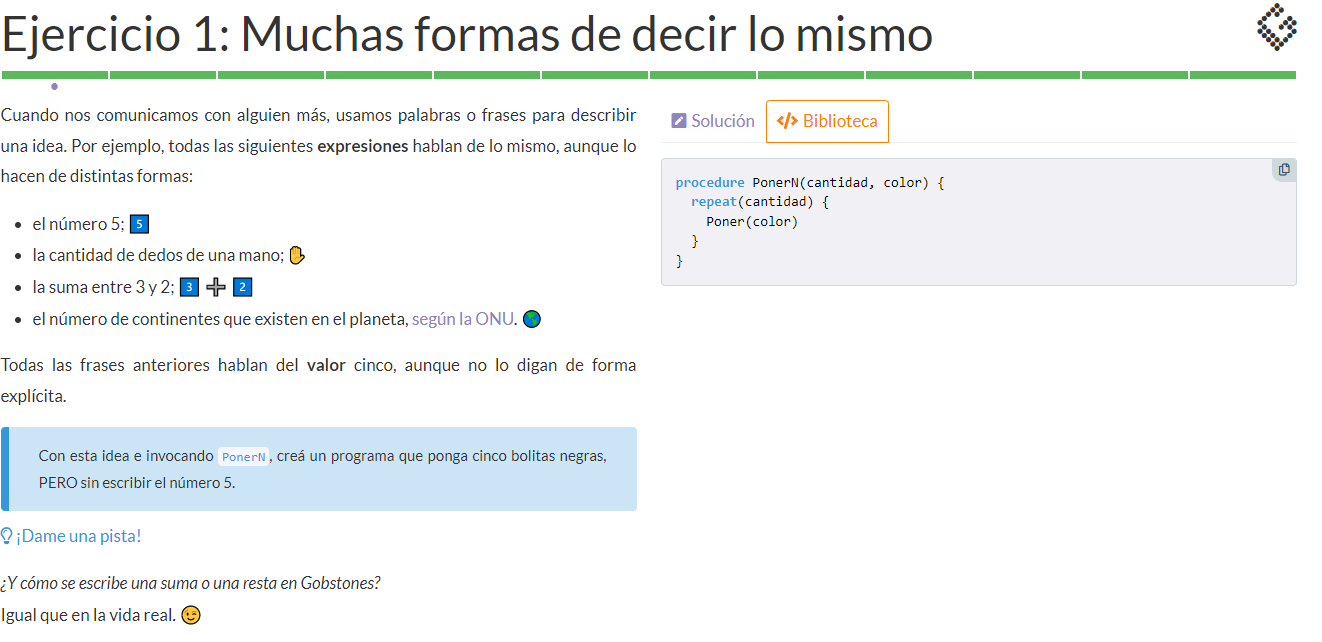 Ejercicio 1: Muchas formas de decir lo mismo
Cuando nos comunicamos con alguien más, usamos palabras o frases para describir
una idea. Por ejemplo, todas las siguientes expresiones hablan de lo mismo, aunque lo
hacen de distintas formas:
el número 5; 5
la cantidad de dedos de una mano;
la suma entre 3 y 2; 3 + 2
el número de continentes que existen en el planeta, según la ONU.
Todas las frases anteriores hablan del valor cinco, aunque no lo digan de forma
explícita.
Con esta idea e invocando PonerN, creá un programa que ponga cinco bolitas negras,
PERO sin escribir el número 5.
¡Dame una pista!
¿Y cómo se escribe una suma o una resta en Gobstones?
Igual que en la vida real.
Solución
</> Biblioteca
procedure PonerN(cantidad, color) {
repeat(cantidad) {
Poner(color)
}
}